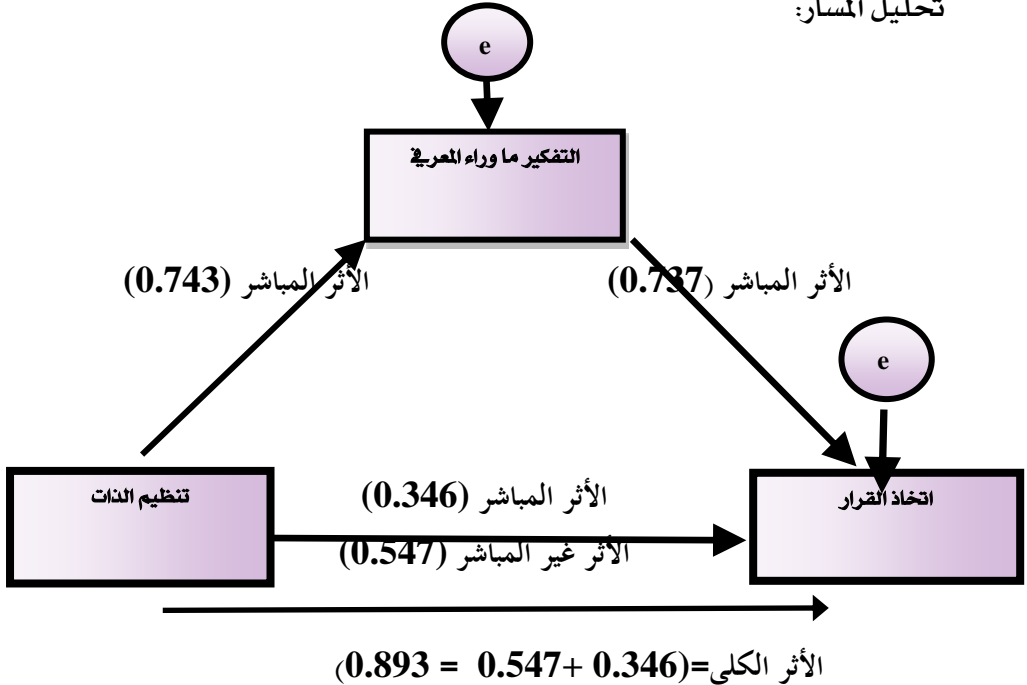 تحليل المسار:
e
التفكير ما وراء المعرفي
الأثر المباشر (0.743)
الأثر المباشر (0.737)
e
تنظيم الذات
الأثر المباشر (0.346)
اتخاذ القرار
الأثر غير المباشر (0.547)
الأثر الكلي=(0.346 +0.547 = 0.893)